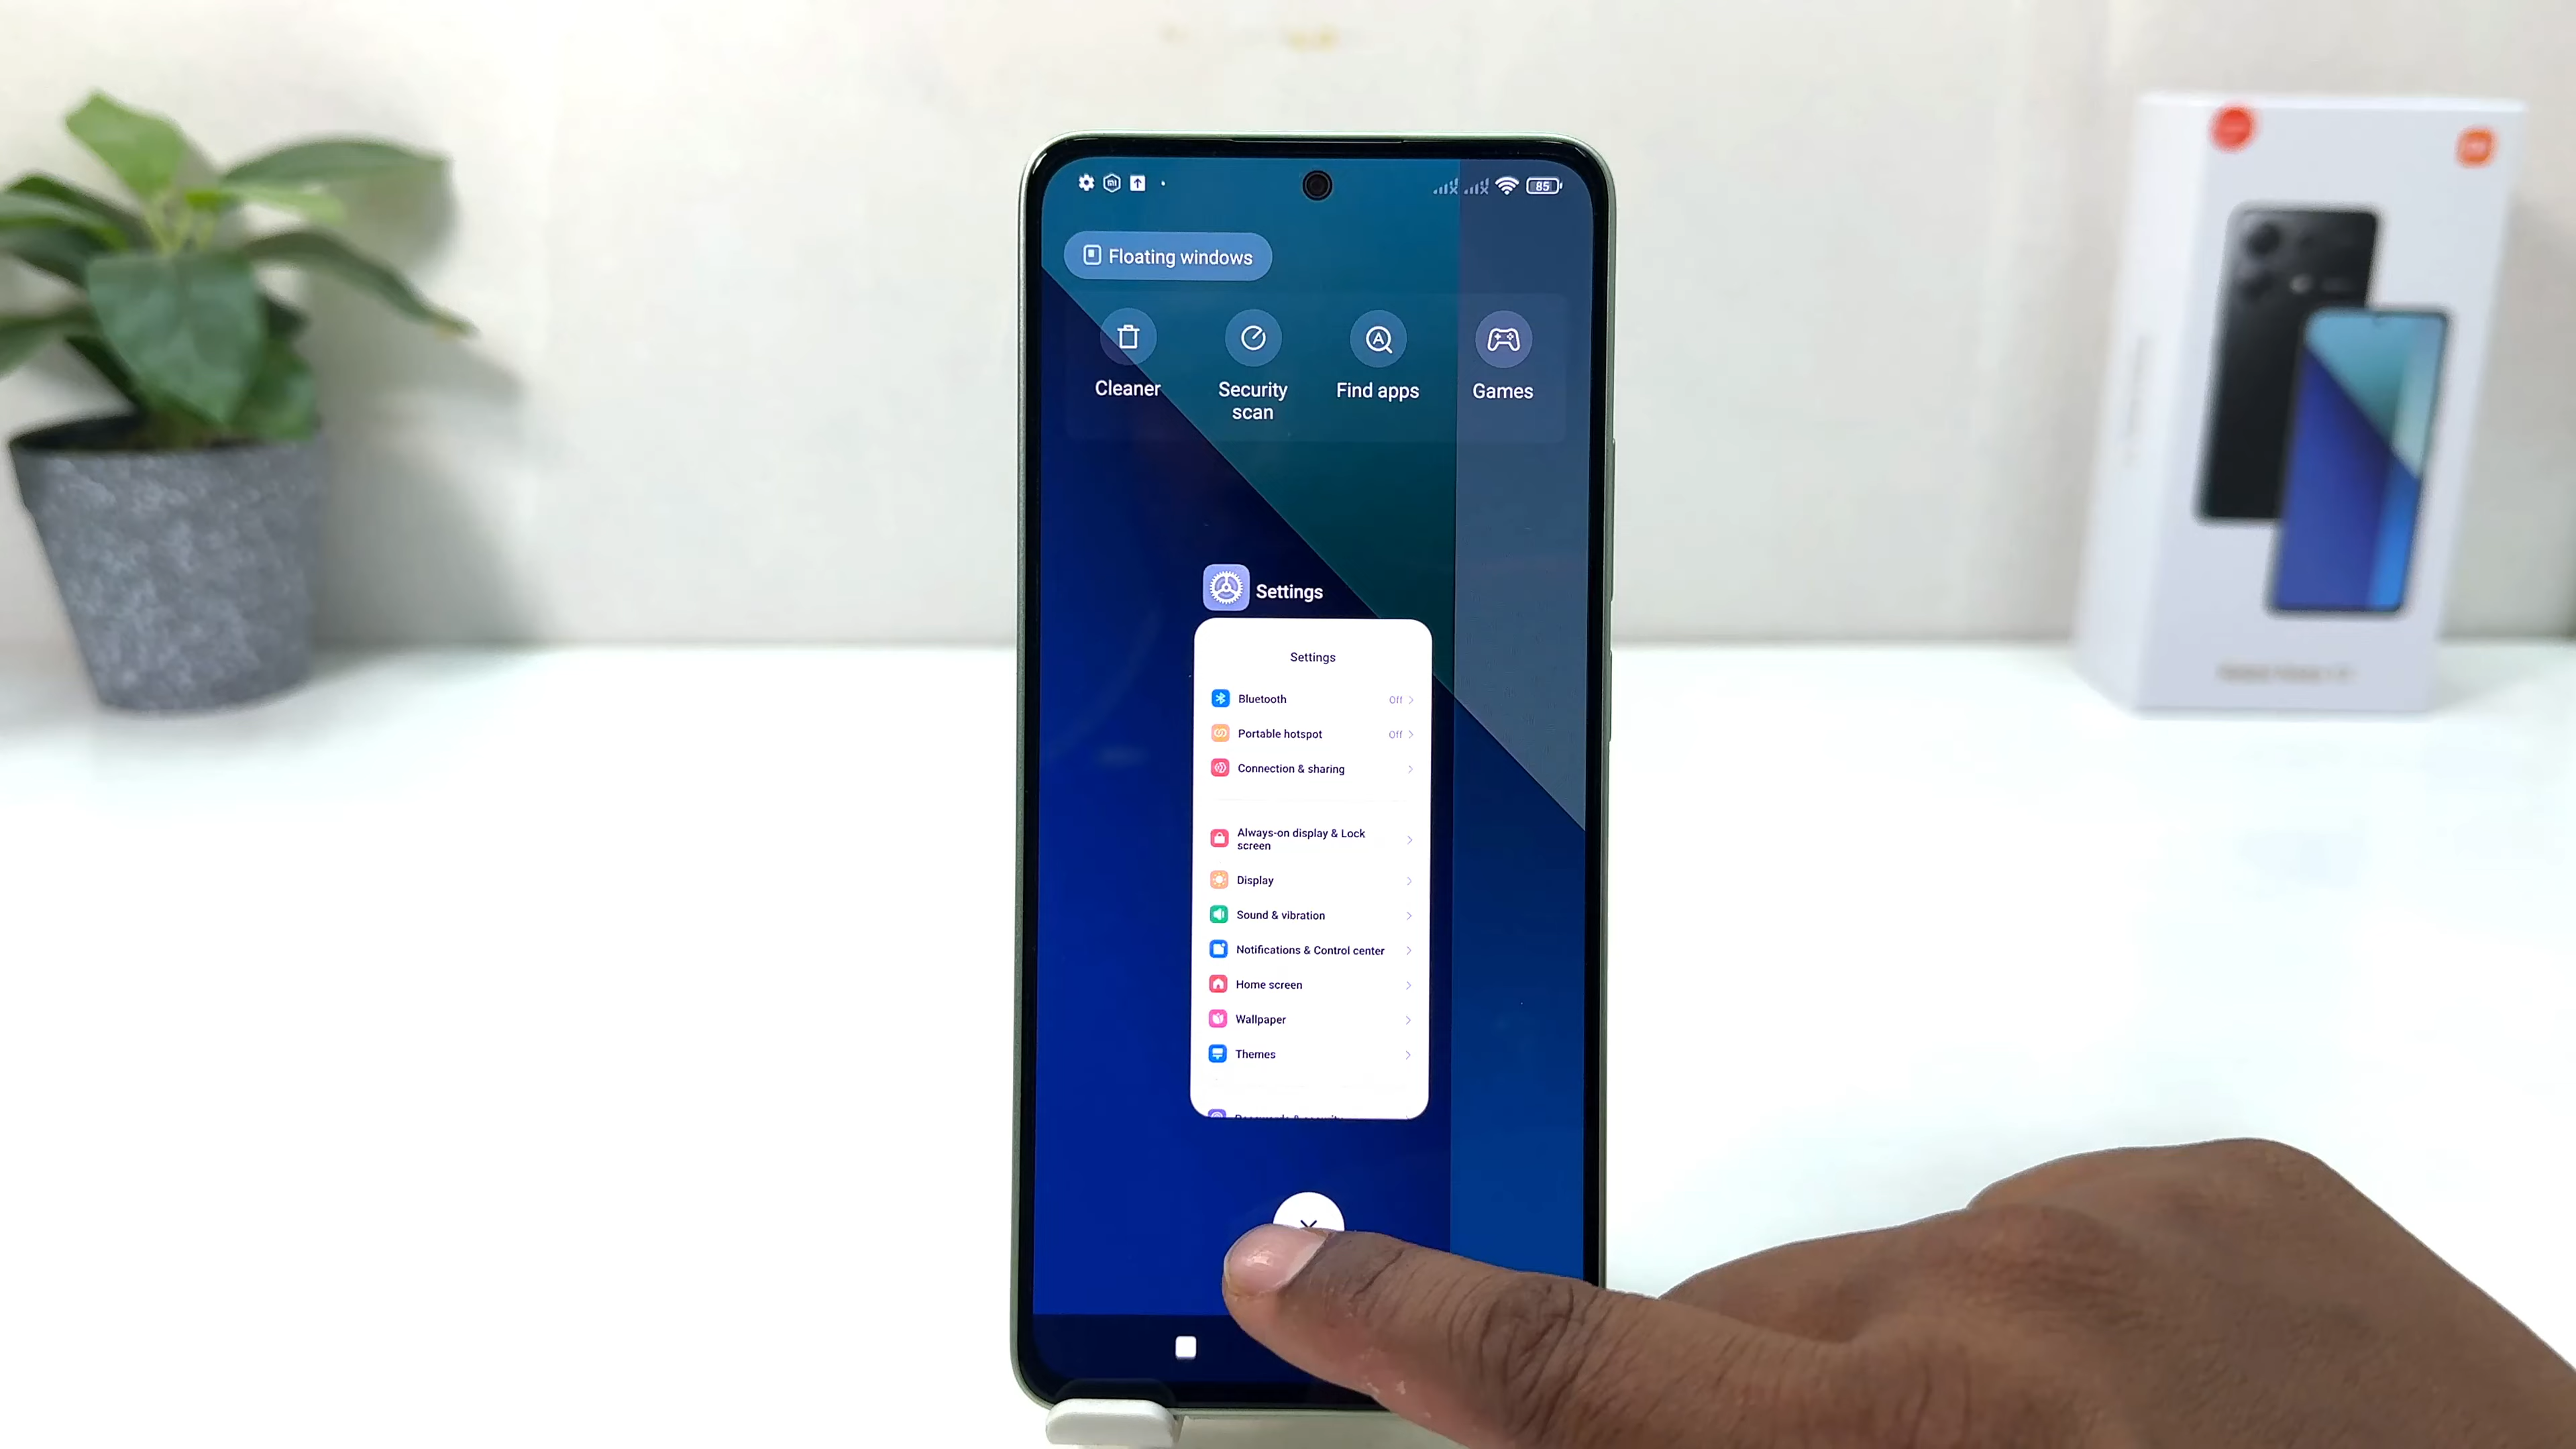 85
Floating windows
Cleaner
Security
scan
Find apps
Games
Settings
Settings
Bluetooth
Off
Portable hotspot
Off
Connection & sharing
Always-on display & Lock
screen
Display
Sound & vibration
Notifications & Control center
Home screen
Wallpaper
Themes